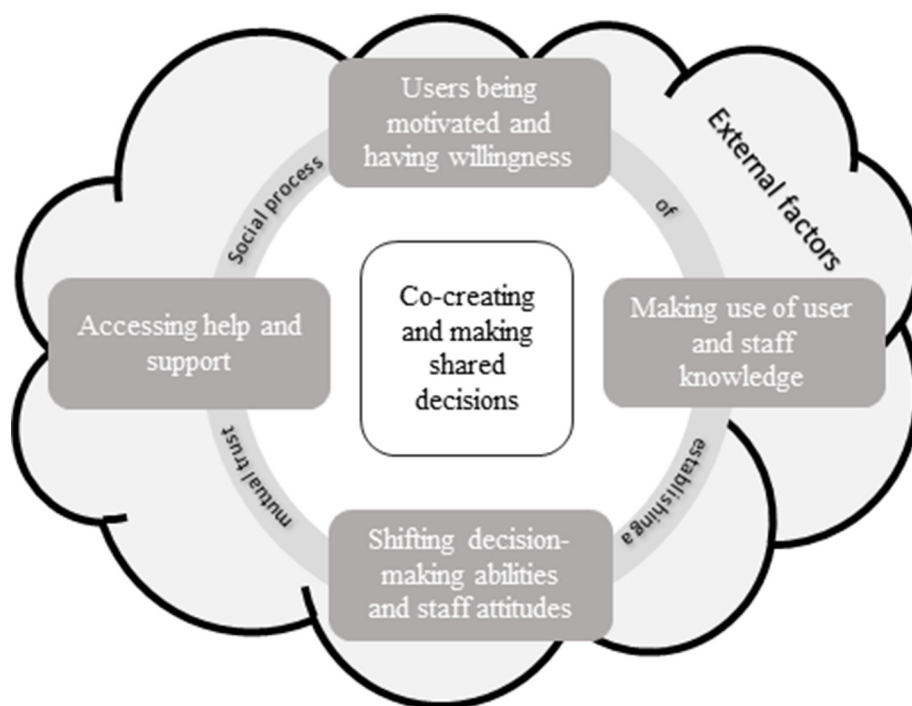 Users being
motivated and
having willingness
Social process
of
External factors
Accessing help and
support
Co-creating
and making
shared
decisions
Making use of user
and staff
knowledge
establishing a
mutual trust
Shifting decision-
making abilities
and staff attitudes